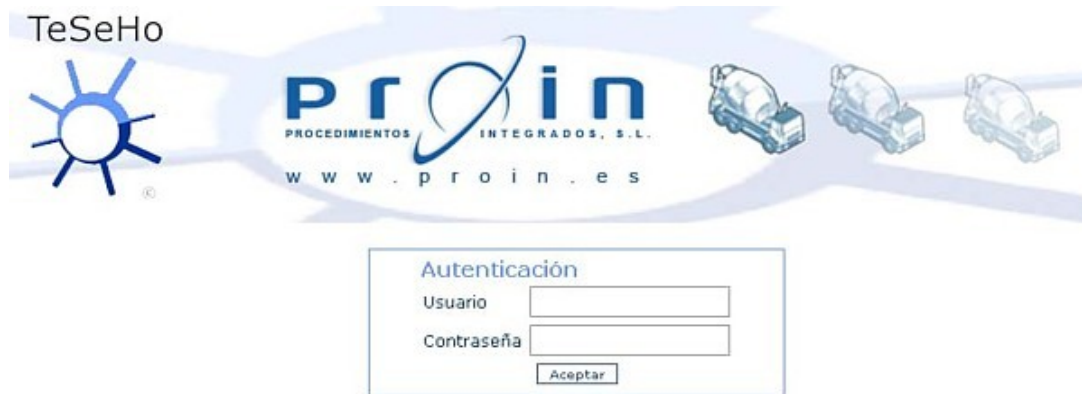 TeSeHo
proin
PROCEDIMIENTOS INTEGRADOS, S.L.
www.proin.es
©
Autenticación
Usuario
Contraseña
Aceptar